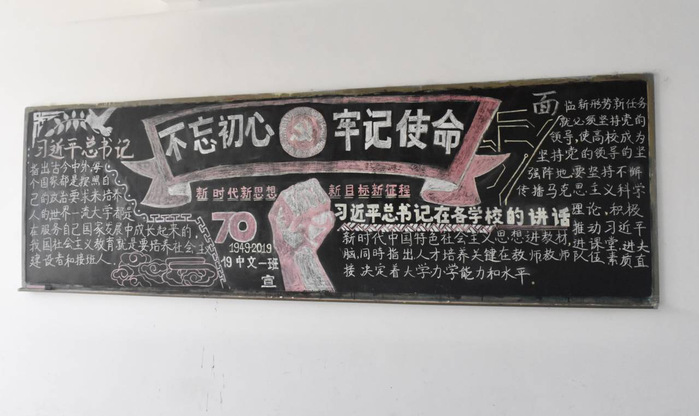 不忘初心 牢记使命
习近平总书记
指出古今中外,每
个国家都是按照自
己的政治要求来培养
人的世界一流大学都是
在服务自己国家发展中成长起来的,
我国社会主义教育就是要培养社会主义
建设者和接班人。
新时代新思想 新目标新征程
70
1949 2019
19中文一班
宣
习近平总书记在各学校的讲话
面临新形势新任务
就必须坚持党的
领导,使高校成为
坚持党的领导的坚
强阵地要坚持不懈
传播马克思主义科学
理论,积极
推动习近平
新时代中国特色社会主义思想进教材,进课堂,进头
脑,同时指出人才培养关键在教师教师队伍素质直
接决定着大学办学能力和水平。